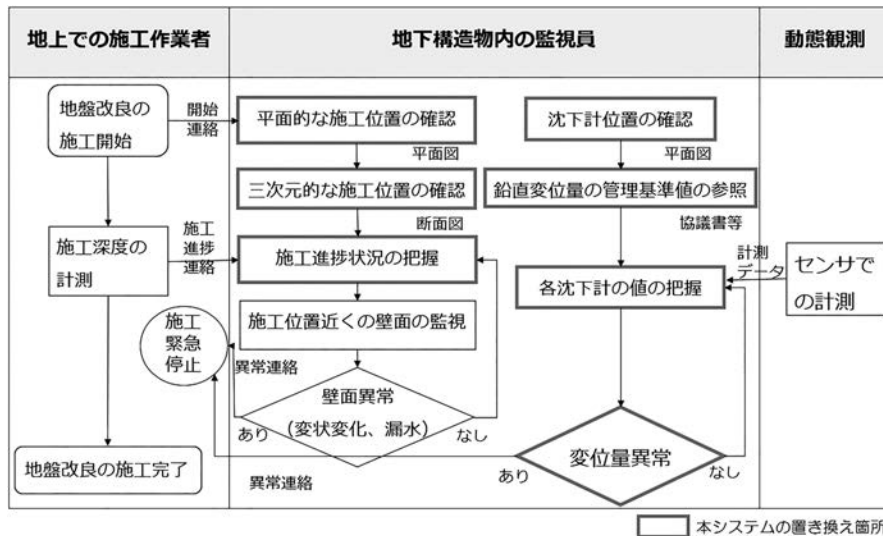 地上での施工作業者
地下構造物内の監視員
動態観測
地盤改良の
施工開始
開始
連絡
平面的な施工位置の確認
平面図
三次元的な施工位置の確認
断面図
沈下計位置の確認
平面図
鉛直変位量の管理基準値の参照
協議書等
施工深度の
計測
施工
進捗
連絡
施工進捗状況の把握
各沈下計の値の把握
計測
データ
センサで
の計測
施工位置近くの壁面の監視
施工
緊急
停止
異常連絡
壁面異常
(変状変化、漏水)
あり
なし
変位量異常
あり
なし
異常連絡
地盤改良の施工完了
本システムの置き換え箇所